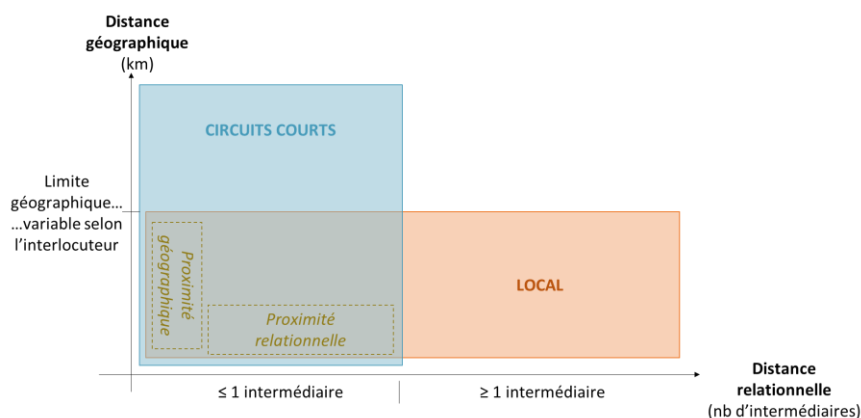 Distance
géographique
(km)
CIRCUITS COURTS
Limite
géographique…
…variable selon
l'interlocuteur
Proximité
géographique
Proximité
relationnelle
LOCAL
≤ 1 intermédiaire
≥ 1 intermédiaire
Distance
relationnelle
(nb d'intermédiaires)